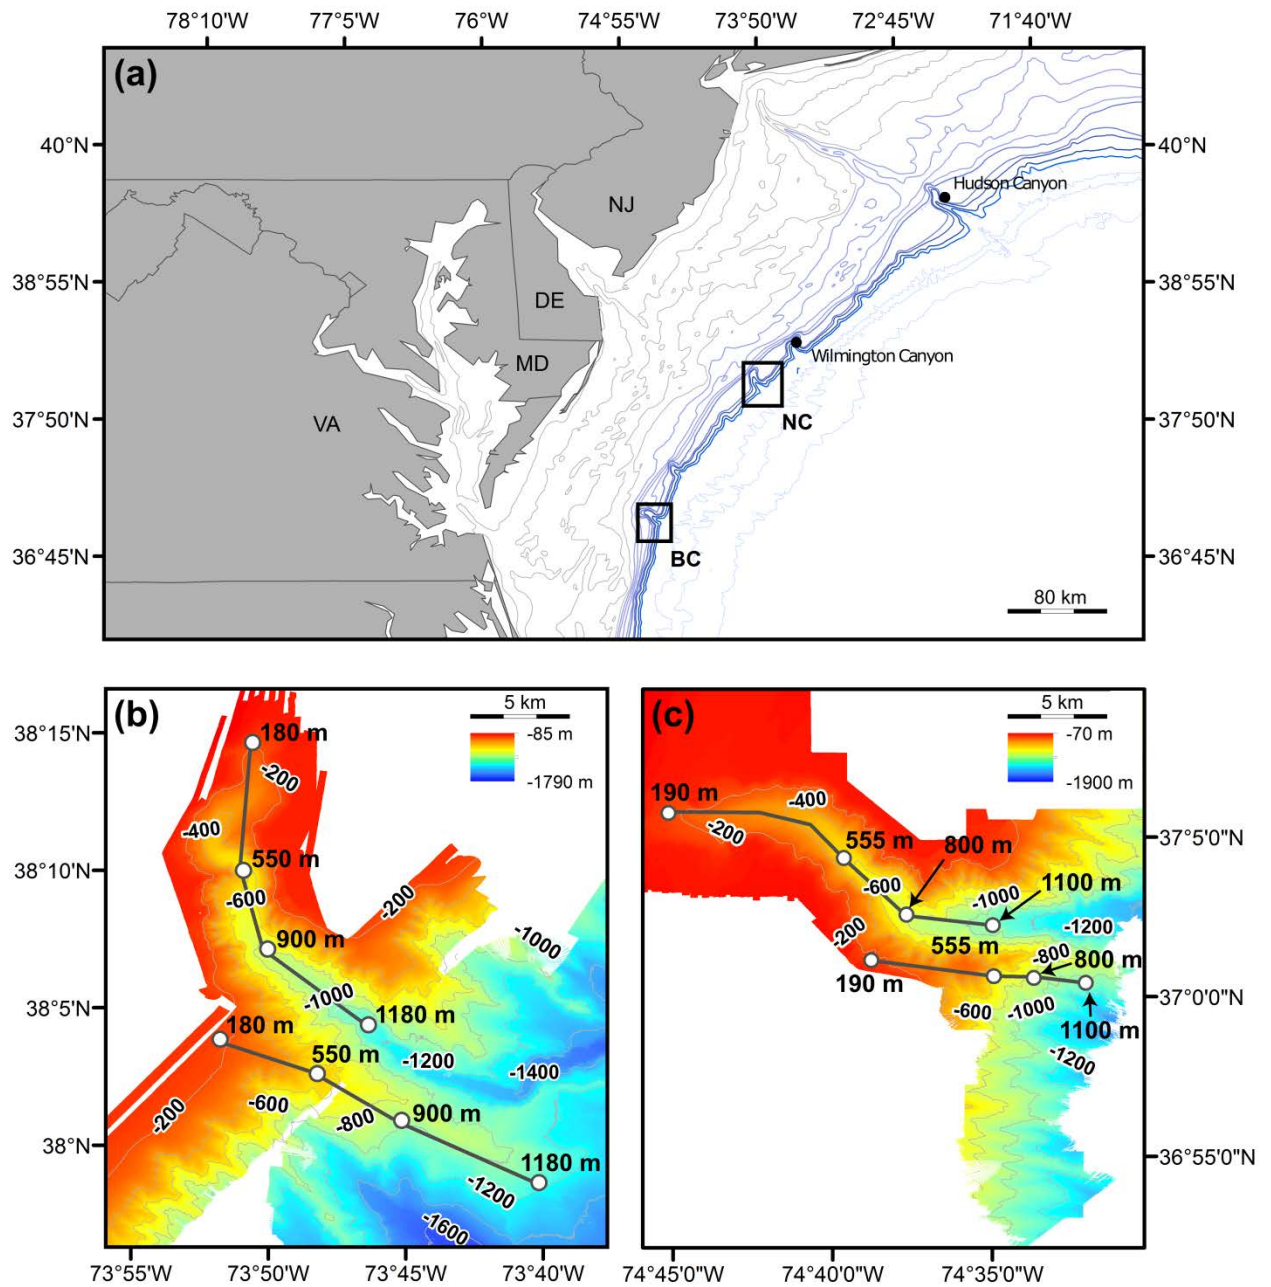 78°10'W 77°5'W 76°W 74°55'W 73°50'W 72°45'W 71°40'W
(a)
40°N 40°N
Hudson Canyon
NJ
38°55'N 38°55'N
DE
Wilmington Canyon
MD
37°50'N 37°50'N
VA
NC
36°45'N 36°45'N
BC
80 km
(b)
5 km
-85 m
-1790 m
38°15'N
180 m
-200
-400
38°10'N
550 m
-600
-200
900 m
-1000
-1000
38°5'N
1180 m
180 m
550 m
-1200
-1400
-600
-200
-800
900 m
38°N
1180 m
-1200
-1600
73°55'W 73°50'W 73°45'W 73°40'W
(c)
5 km
-70 m
-1900 m
190 m
-400
-200
37°5'0"N
555 m
800 m
-600
1100 m
-1000
-1200
-200
555 m
-800
800 m
190 m
37°0'0"N
-600
-1000
1100 m
-1200
36°55'0"N
74°45'0"W 74°40'0"W 74°35'0"W